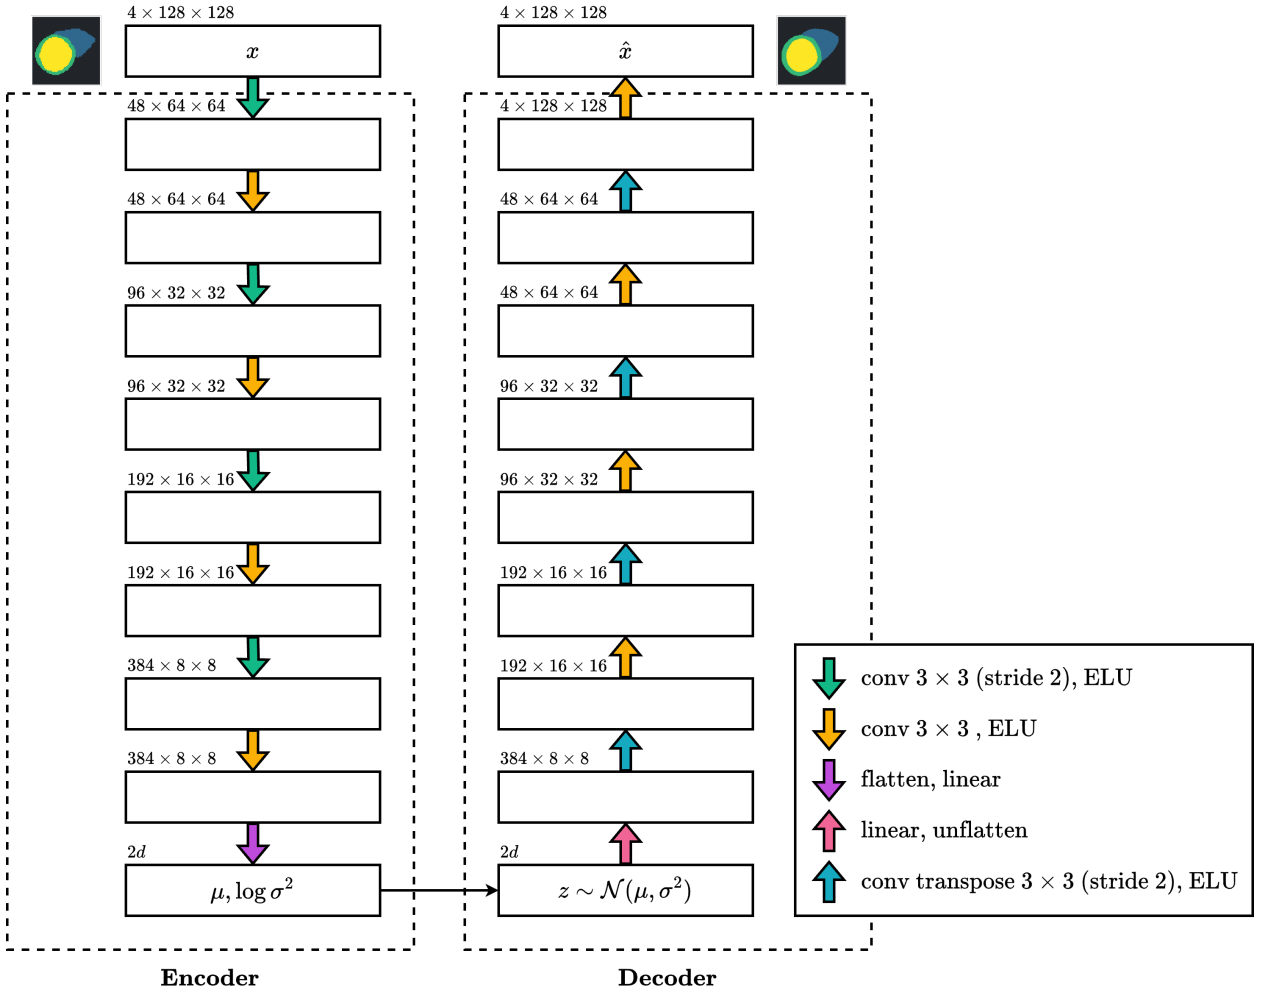 4 × 128 × 128
x
48 × 64 × 64
48 × 64 × 64
96 × 32 × 32
96 × 32 × 32
192 × 16 × 16
192 × 16 × 16
384 × 8 × 8
384 × 8 × 8
2d
μ, log σ²
Encoder
4 × 128 × 128
x̂
4 × 128 × 128
48 × 64 × 64
48 × 64 × 64
96 × 32 × 32
96 × 32 × 32
192 × 16 × 16
192 × 16 × 16
384 × 8 × 8
2d
z ∼ 𝒩(μ, σ²)
Decoder
conv 3 × 3 (stride 2), ELU
conv 3 × 3 , ELU
flatten, linear
linear, unflatten
conv transpose 3 × 3 (stride 2), ELU